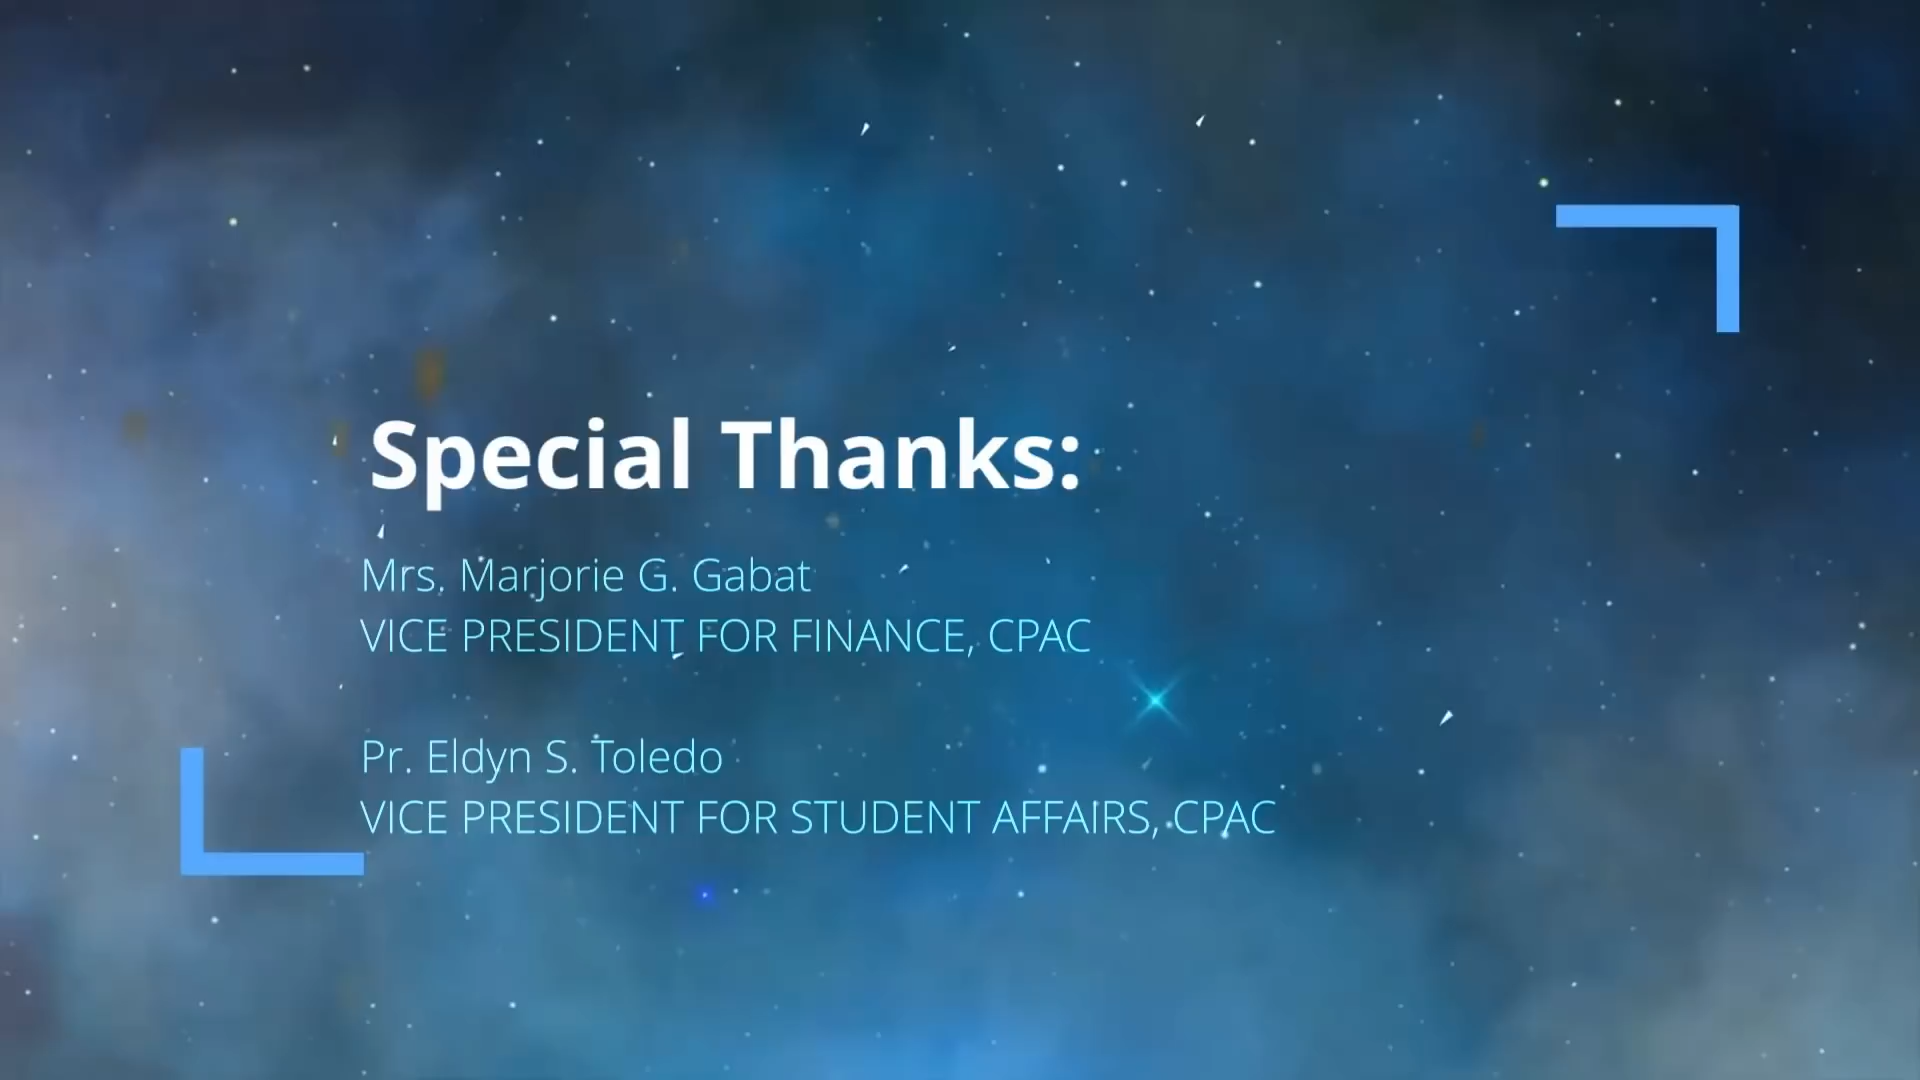 Special Thanks:
Mrs. Marjorie G. Gabat
VICE PRESIDENT FOR FINANCE, CPAC
Pr. Eldyn S. Toledo
VICE PRESIDENT FOR STUDENT AFFAIRS, CPAC